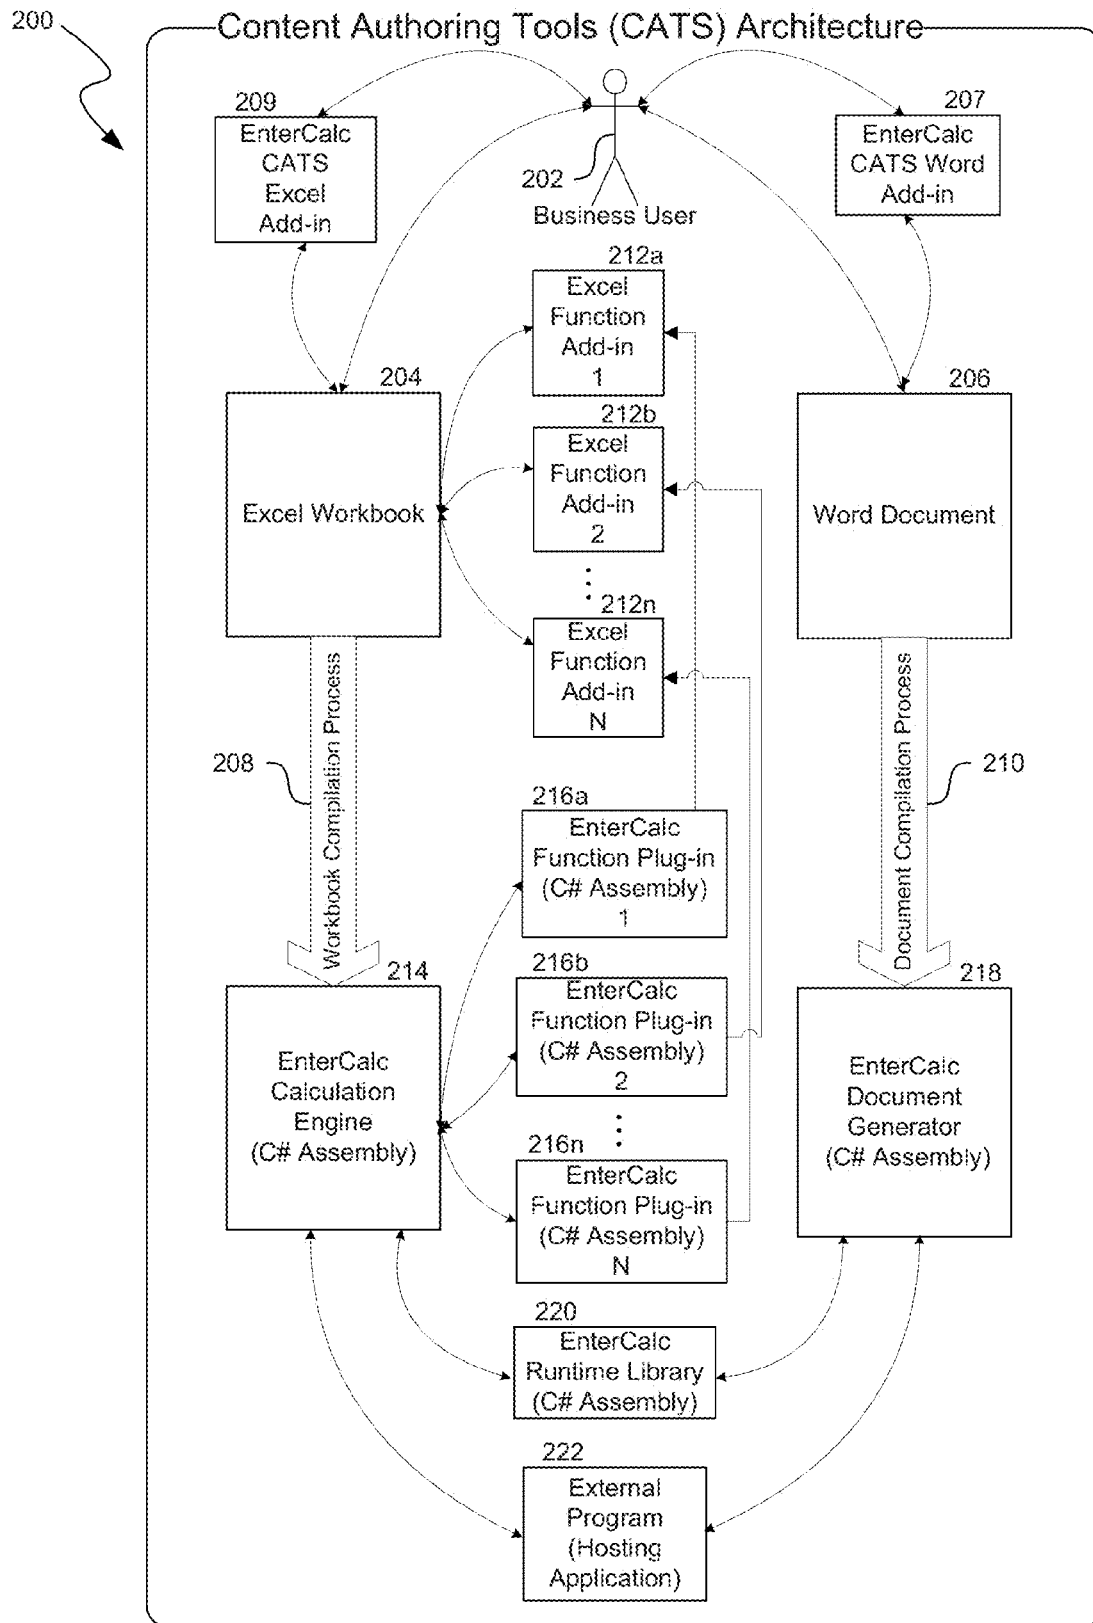 200
Content Authoring Tools (CATS) Architecture
209
EnterCalc
CATS
Excel
Add-in
202
Business User
207
EnterCalc
CATS Word
Add-in
212a
Excel
Function
Add-in
1
204
Excel Workbook
212b
Excel
Function
Add-in
2
212n
Excel
Function
Add-in
N
206
Word Document
208
Workbook Compilation Process
210
Document Compilation Process
216a
EnterCalc
Function Plug-in
(C# Assembly)
1
214
EnterCalc
Calculation
Engine
(C# Assembly)
216b
EnterCalc
Function Plug-in
(C# Assembly)
2
216n
EnterCalc
Function Plug-in
(C# Assembly)
N
218
EnterCalc
Document
Generator
(C# Assembly)
220
EnterCalc
Runtime Library
(C# Assembly)
222
External
Program
(Hosting
Application)